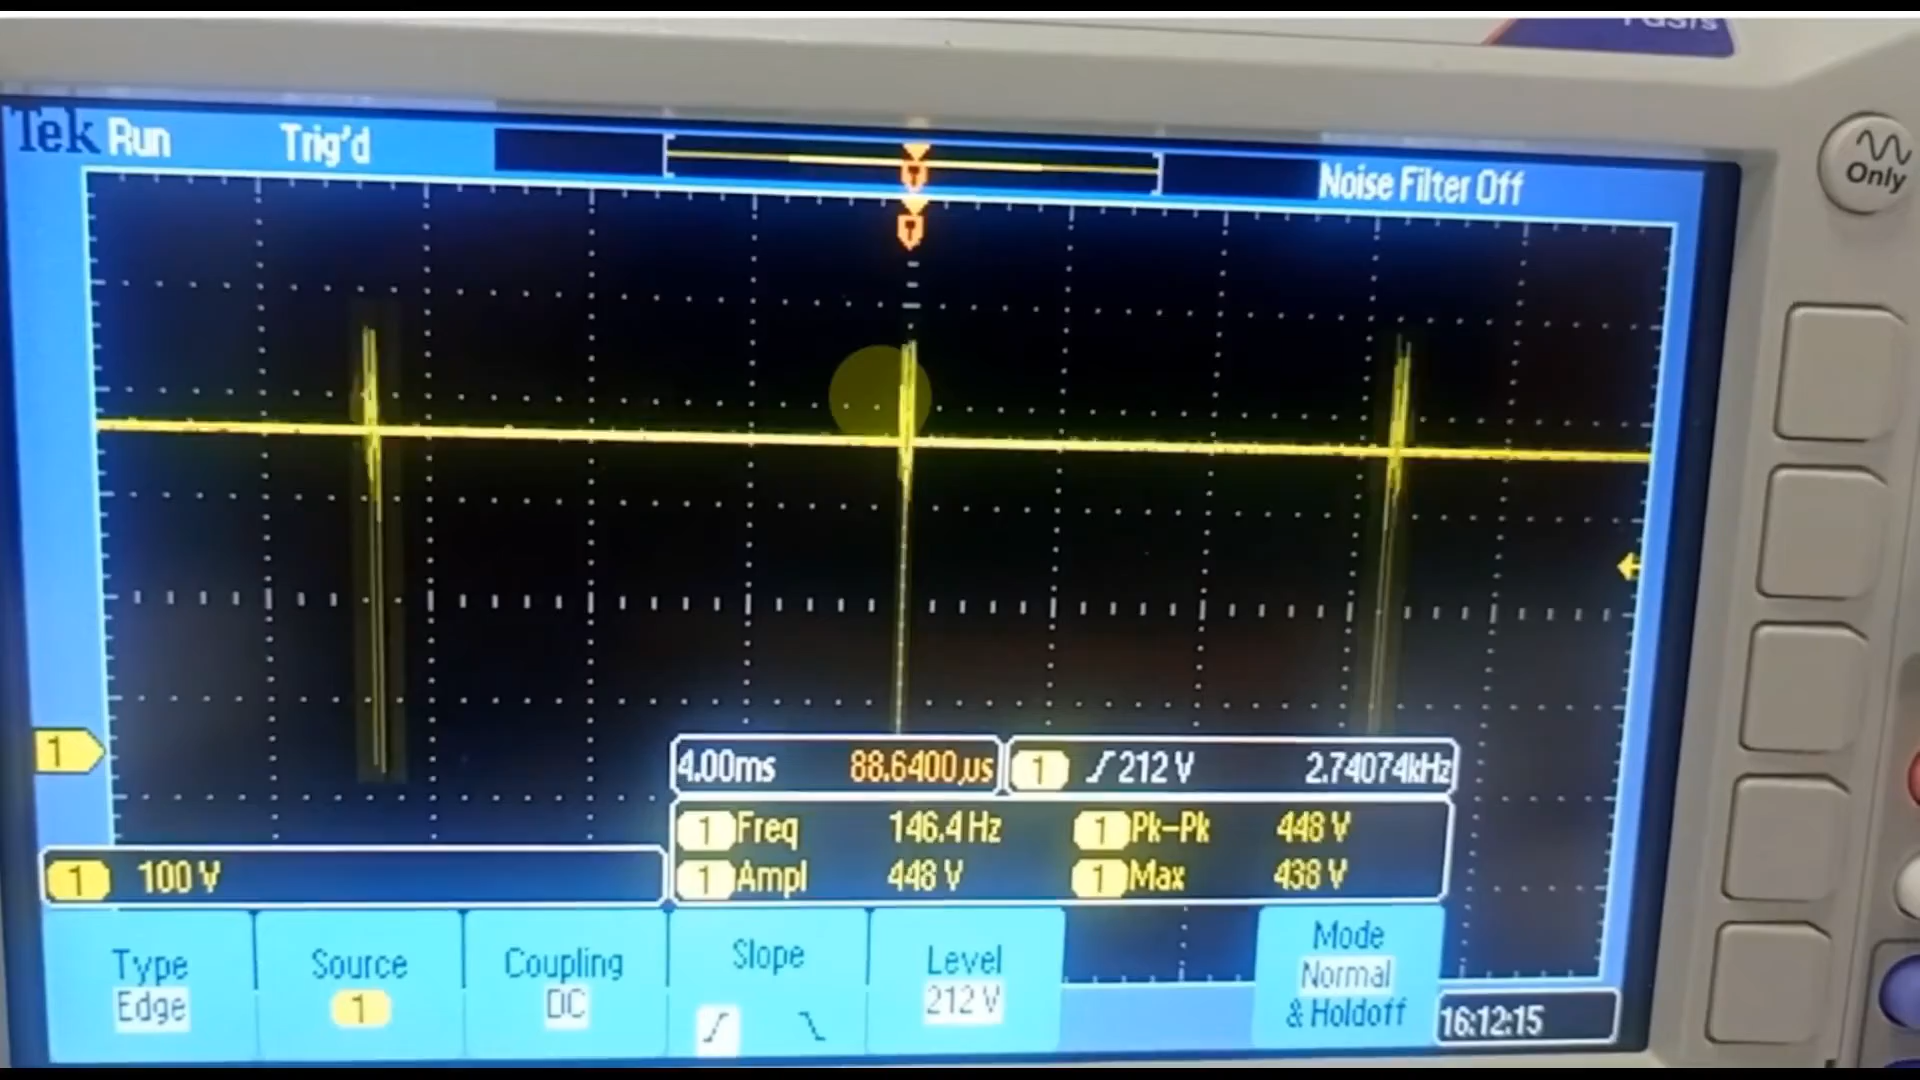 Tek Run Trig'd
Noise Filter Off
Only
1
4.00ms 88.6400µs
1 212 V 2.74074kHz
1 Freq 146.4 Hz 1 Pk-Pk 448 V
1 Ampl 448 V 1 Max 438 V
1 100 V
Type
Edge
Source
1
Coupling
DC
Slope
Level
212 V
Mode
Normal
& Holdoff
16:12:15